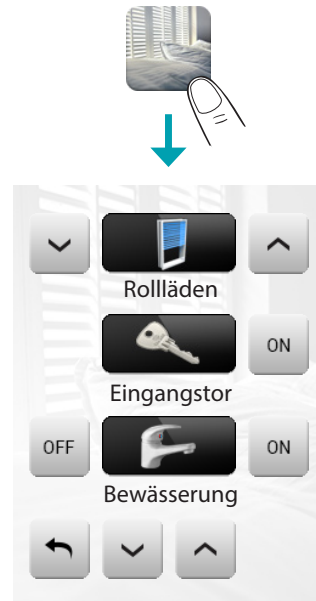 Rollläden
ON
Eingangstor
OFF
ON
Bewässerung